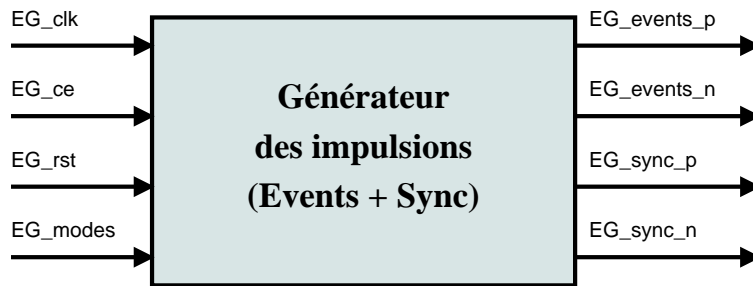 EG_clk
EG_ce
EG_rst
EG_modes
Générateur
des impulsions
(Events + Sync)
EG_events_p
EG_events_n
EG_sync_p
EG_sync_n